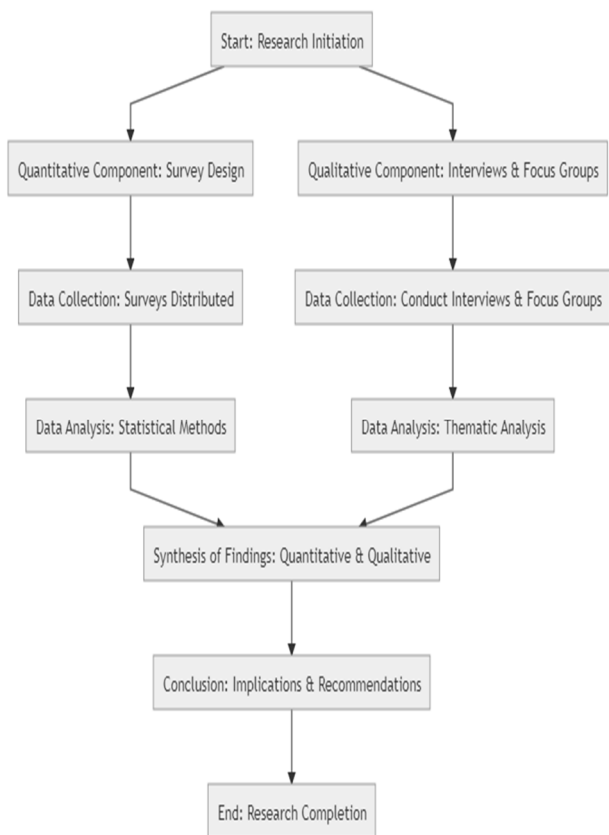 Start: Research Initiation
Quantitative Component: Survey Design
Qualitative Component: Interviews & Focus Groups
Data Collection: Surveys Distributed
Data Collection: Conduct Interviews & Focus Groups
Data Analysis: Statistical Methods
Data Analysis: Thematic Analysis
Synthesis of Findings: Quantitative & Qualitative
Conclusion: Implications & Recommendations
End: Research Completion